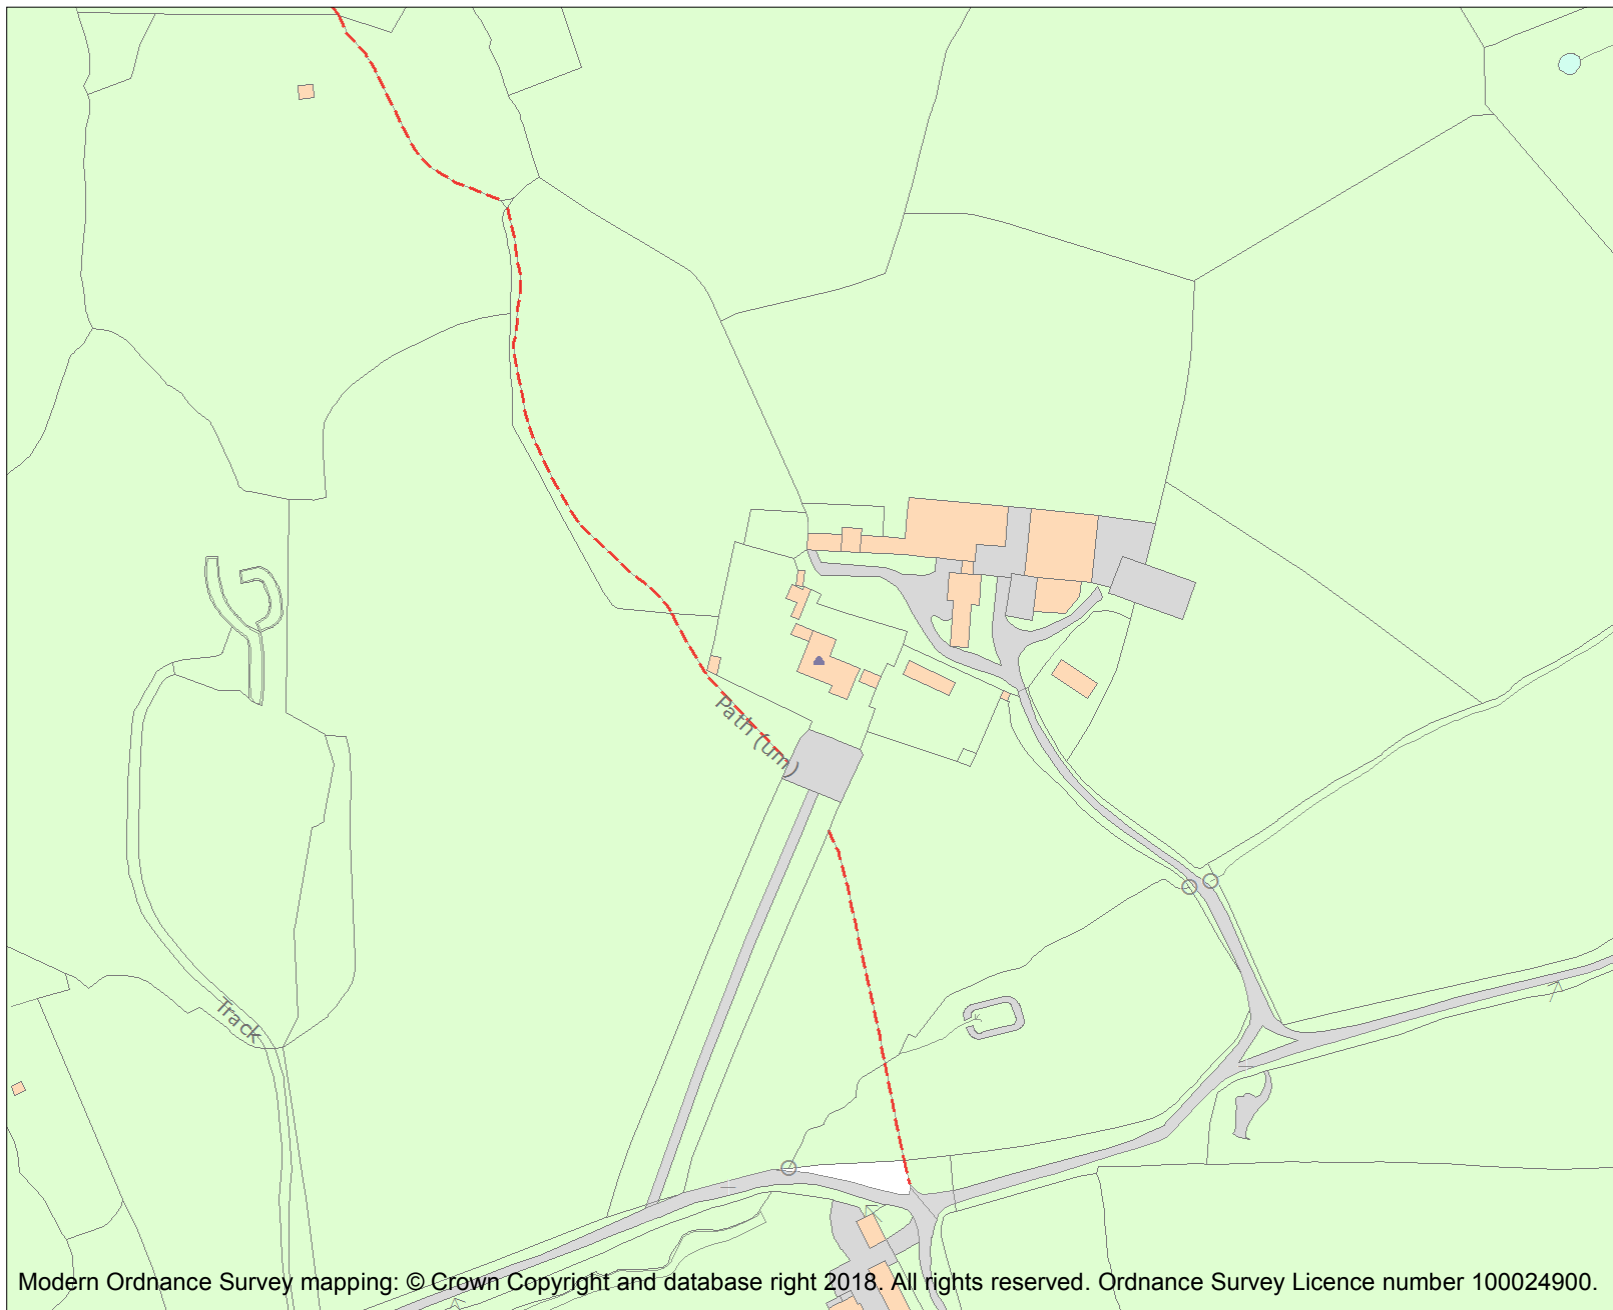 Path (um)
Track
Modern Ordnance Survey mapping: © Crown Copyright and database right 2018. All rights reserved. Ordnance Survey Licence number 100024900.